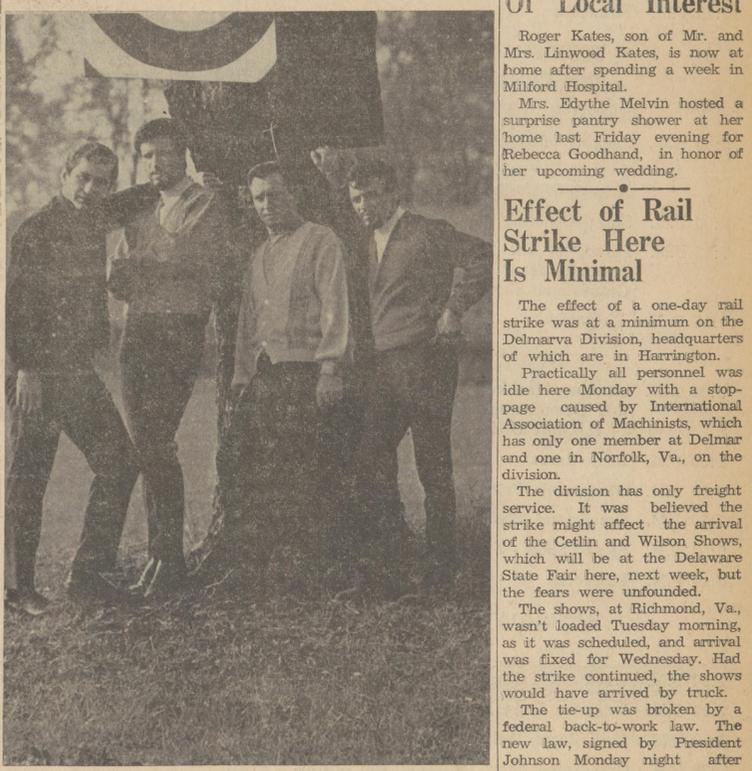 Of Local Interest
Roger Kates, son of Mr. and
Mrs. Linwood Kates, is now at
home after spending a week in
Milford Hospital.
Mrs. Edythe Melvin hosted a
surprise pantry shower at her
home last Friday evening for
Rebecca Goodhand, in honor of
her upcoming wedding.
Effect of Rail
Strike Here
Is Minimal
The effect of a one-day rail
strike was at a minimum on the
Delmarva Division, headquarters
of which are in Harrington.
Practically all personnel was
idle here Monday with a stop-
page caused by International
Association of Machinists, which
has only one member at Delmar
and one in Norfolk, Va., on the
division.
The division has only freight
service. It was believed the
strike might affect the arrival
of the Cetlin and Wilson Shows,
which will be at the Delaware
State Fair here, next week, but
the fears were unfounded.
The shows, at Richmond, Va.,
wasn't loaded Tuesday morning,
as it was scheduled, and arrival
was fixed for Wednesday. Had
the strike continued, the shows
would have arrived by truck.
The tie-up was broken by a
federal back-to-work law. The
new law, signed by President
Johnson Monday night after